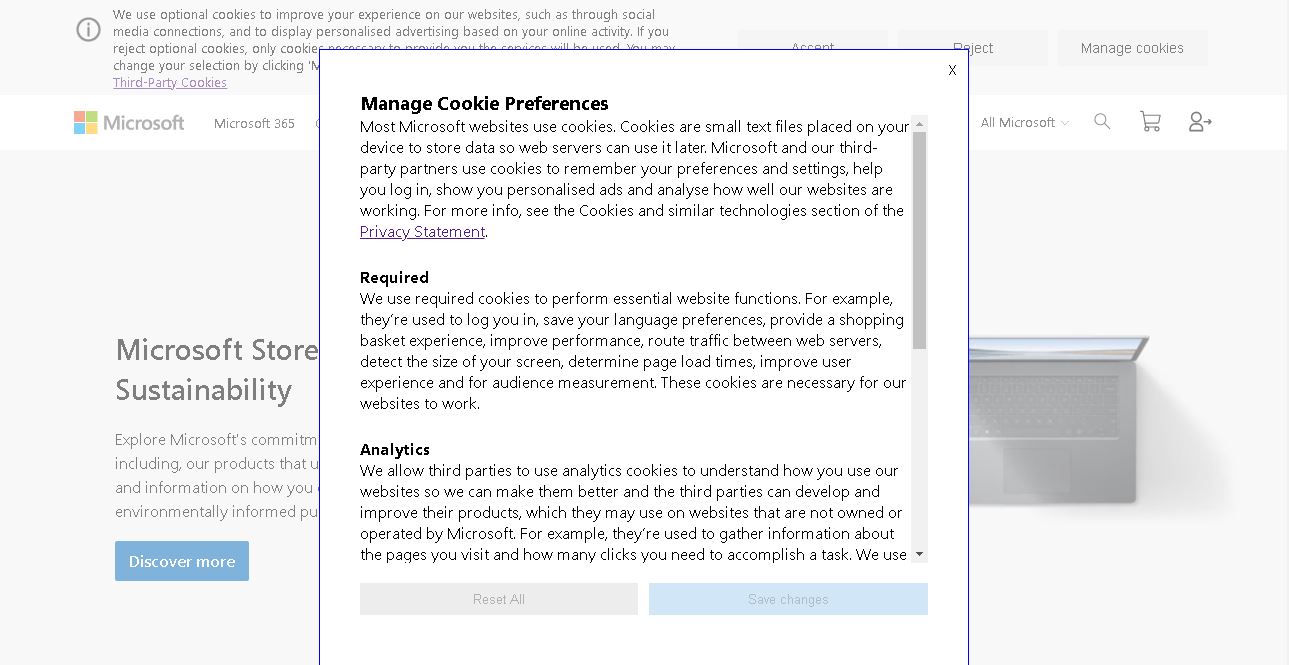 We use optional cookies to improve your experience on our websites, such as through social
media connections, and to display personalised advertising based on your online activity. If you
reject optional cookies, only cookies necessary to provide you the services will be used. You may
change your selection by clicking 'M
Third-Party Cookies
Accept
Reject
Manage cookies
Microsoft
Microsoft 365
All Microsoft
X
Manage Cookie Preferences
Most Microsoft websites use cookies. Cookies are small text files placed on your
device to store data so web servers can use it later. Microsoft and our third-
party partners use cookies to remember your preferences and settings, help
you log in, show you personalised ads and analyse how well our websites are
working. For more info, see the Cookies and similar technologies section of the
Privacy Statement.
Required
We use required cookies to perform essential website functions. For example,
they're used to log you in, save your language preferences, provide a shopping
basket experience, improve performance, route traffic between web servers,
detect the size of your screen, determine page load times, improve user
experience and for audience measurement. These cookies are necessary for our
websites to work.
Analytics
We allow third parties to use analytics cookies to understand how you use our
websites so we can make them better and the third parties can develop and
improve their products, which they may use on websites that are not owned or
operated by Microsoft. For example, they're used to gather information about
the pages you visit and how many clicks you need to accomplish a task. We use
Reset All
Save changes
Microsoft Store
Sustainability
Explore Microsoft's commitm
including, our products that u
and information on how you
environmentally informed pu
Discover more